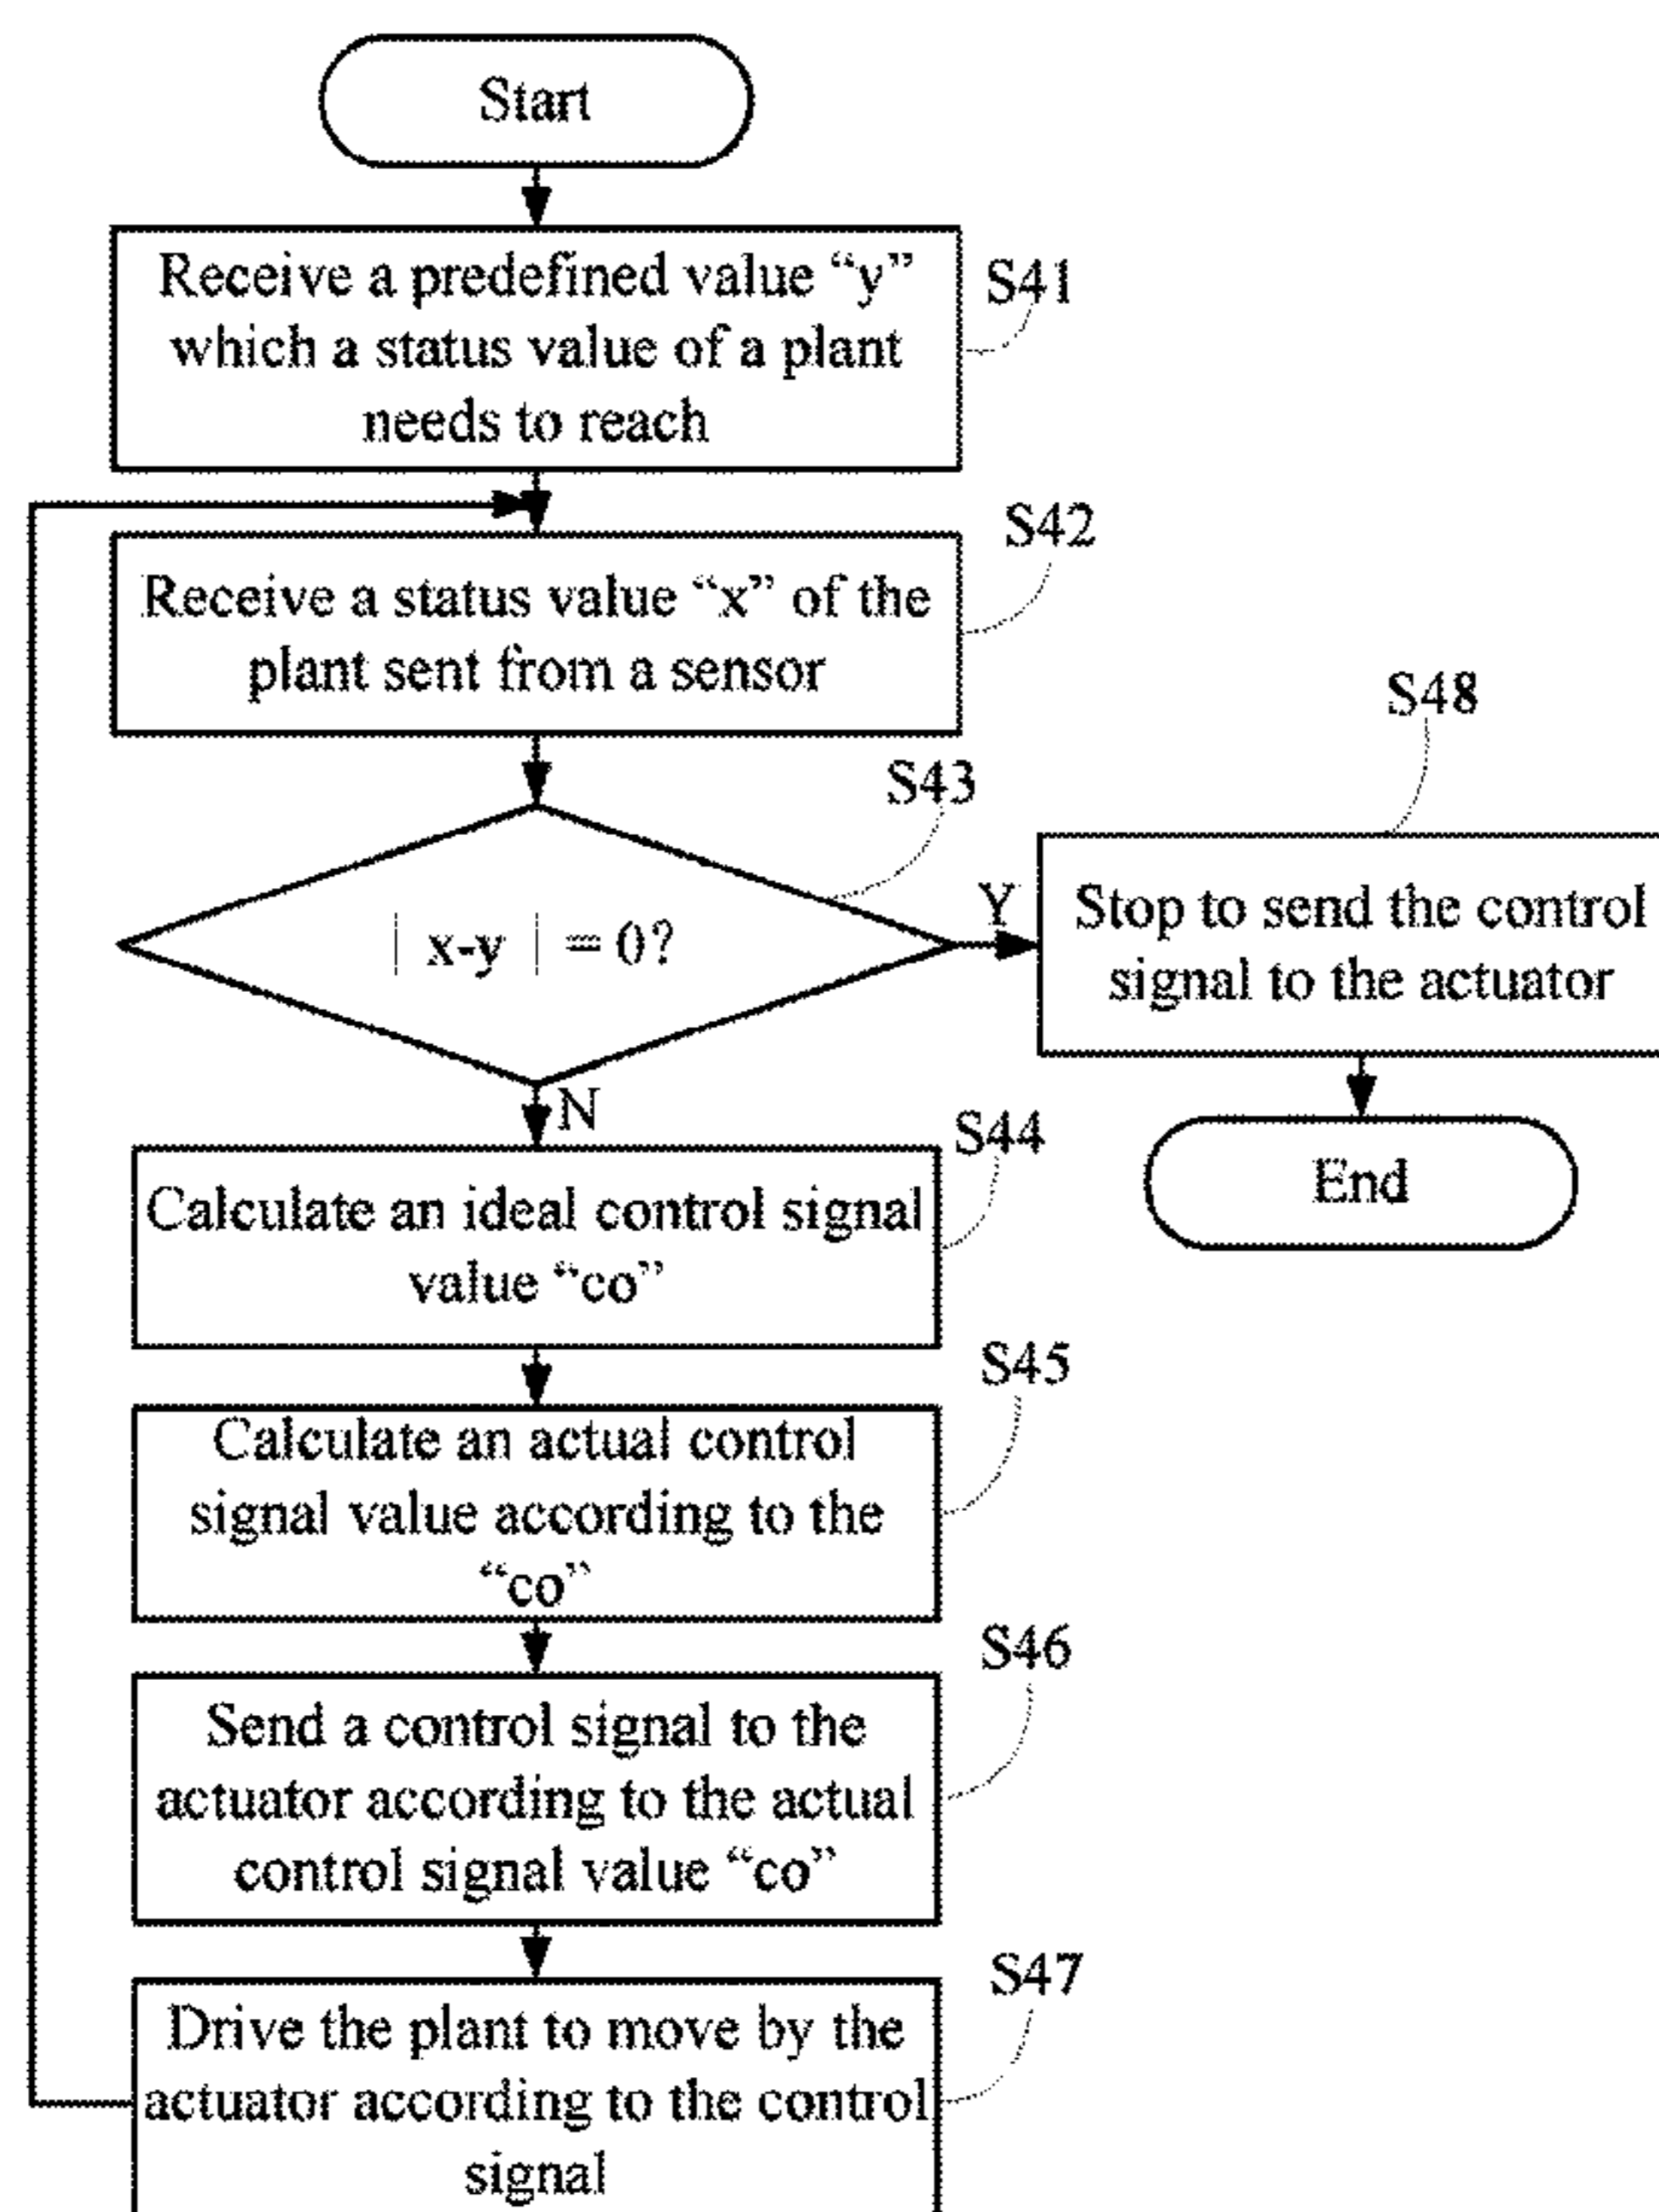 Start
Receive a predefined value “y”
which a status value of a plant
needs to reach
S41
Receive a status value “x” of the
plant sent from a sensor
S42
| x-y | = 0?
S43
Y
N
Stop to send the control
signal to the actuator
S48
End
Calculate an ideal control signal
value “co”
S44
Calculate an actual control
signal value according to the
“co”
S45
Send a control signal to the
actuator according to the actual
control signal value “co”
S46
Drive the plant to move by the
actuator according to the control
signal
S47